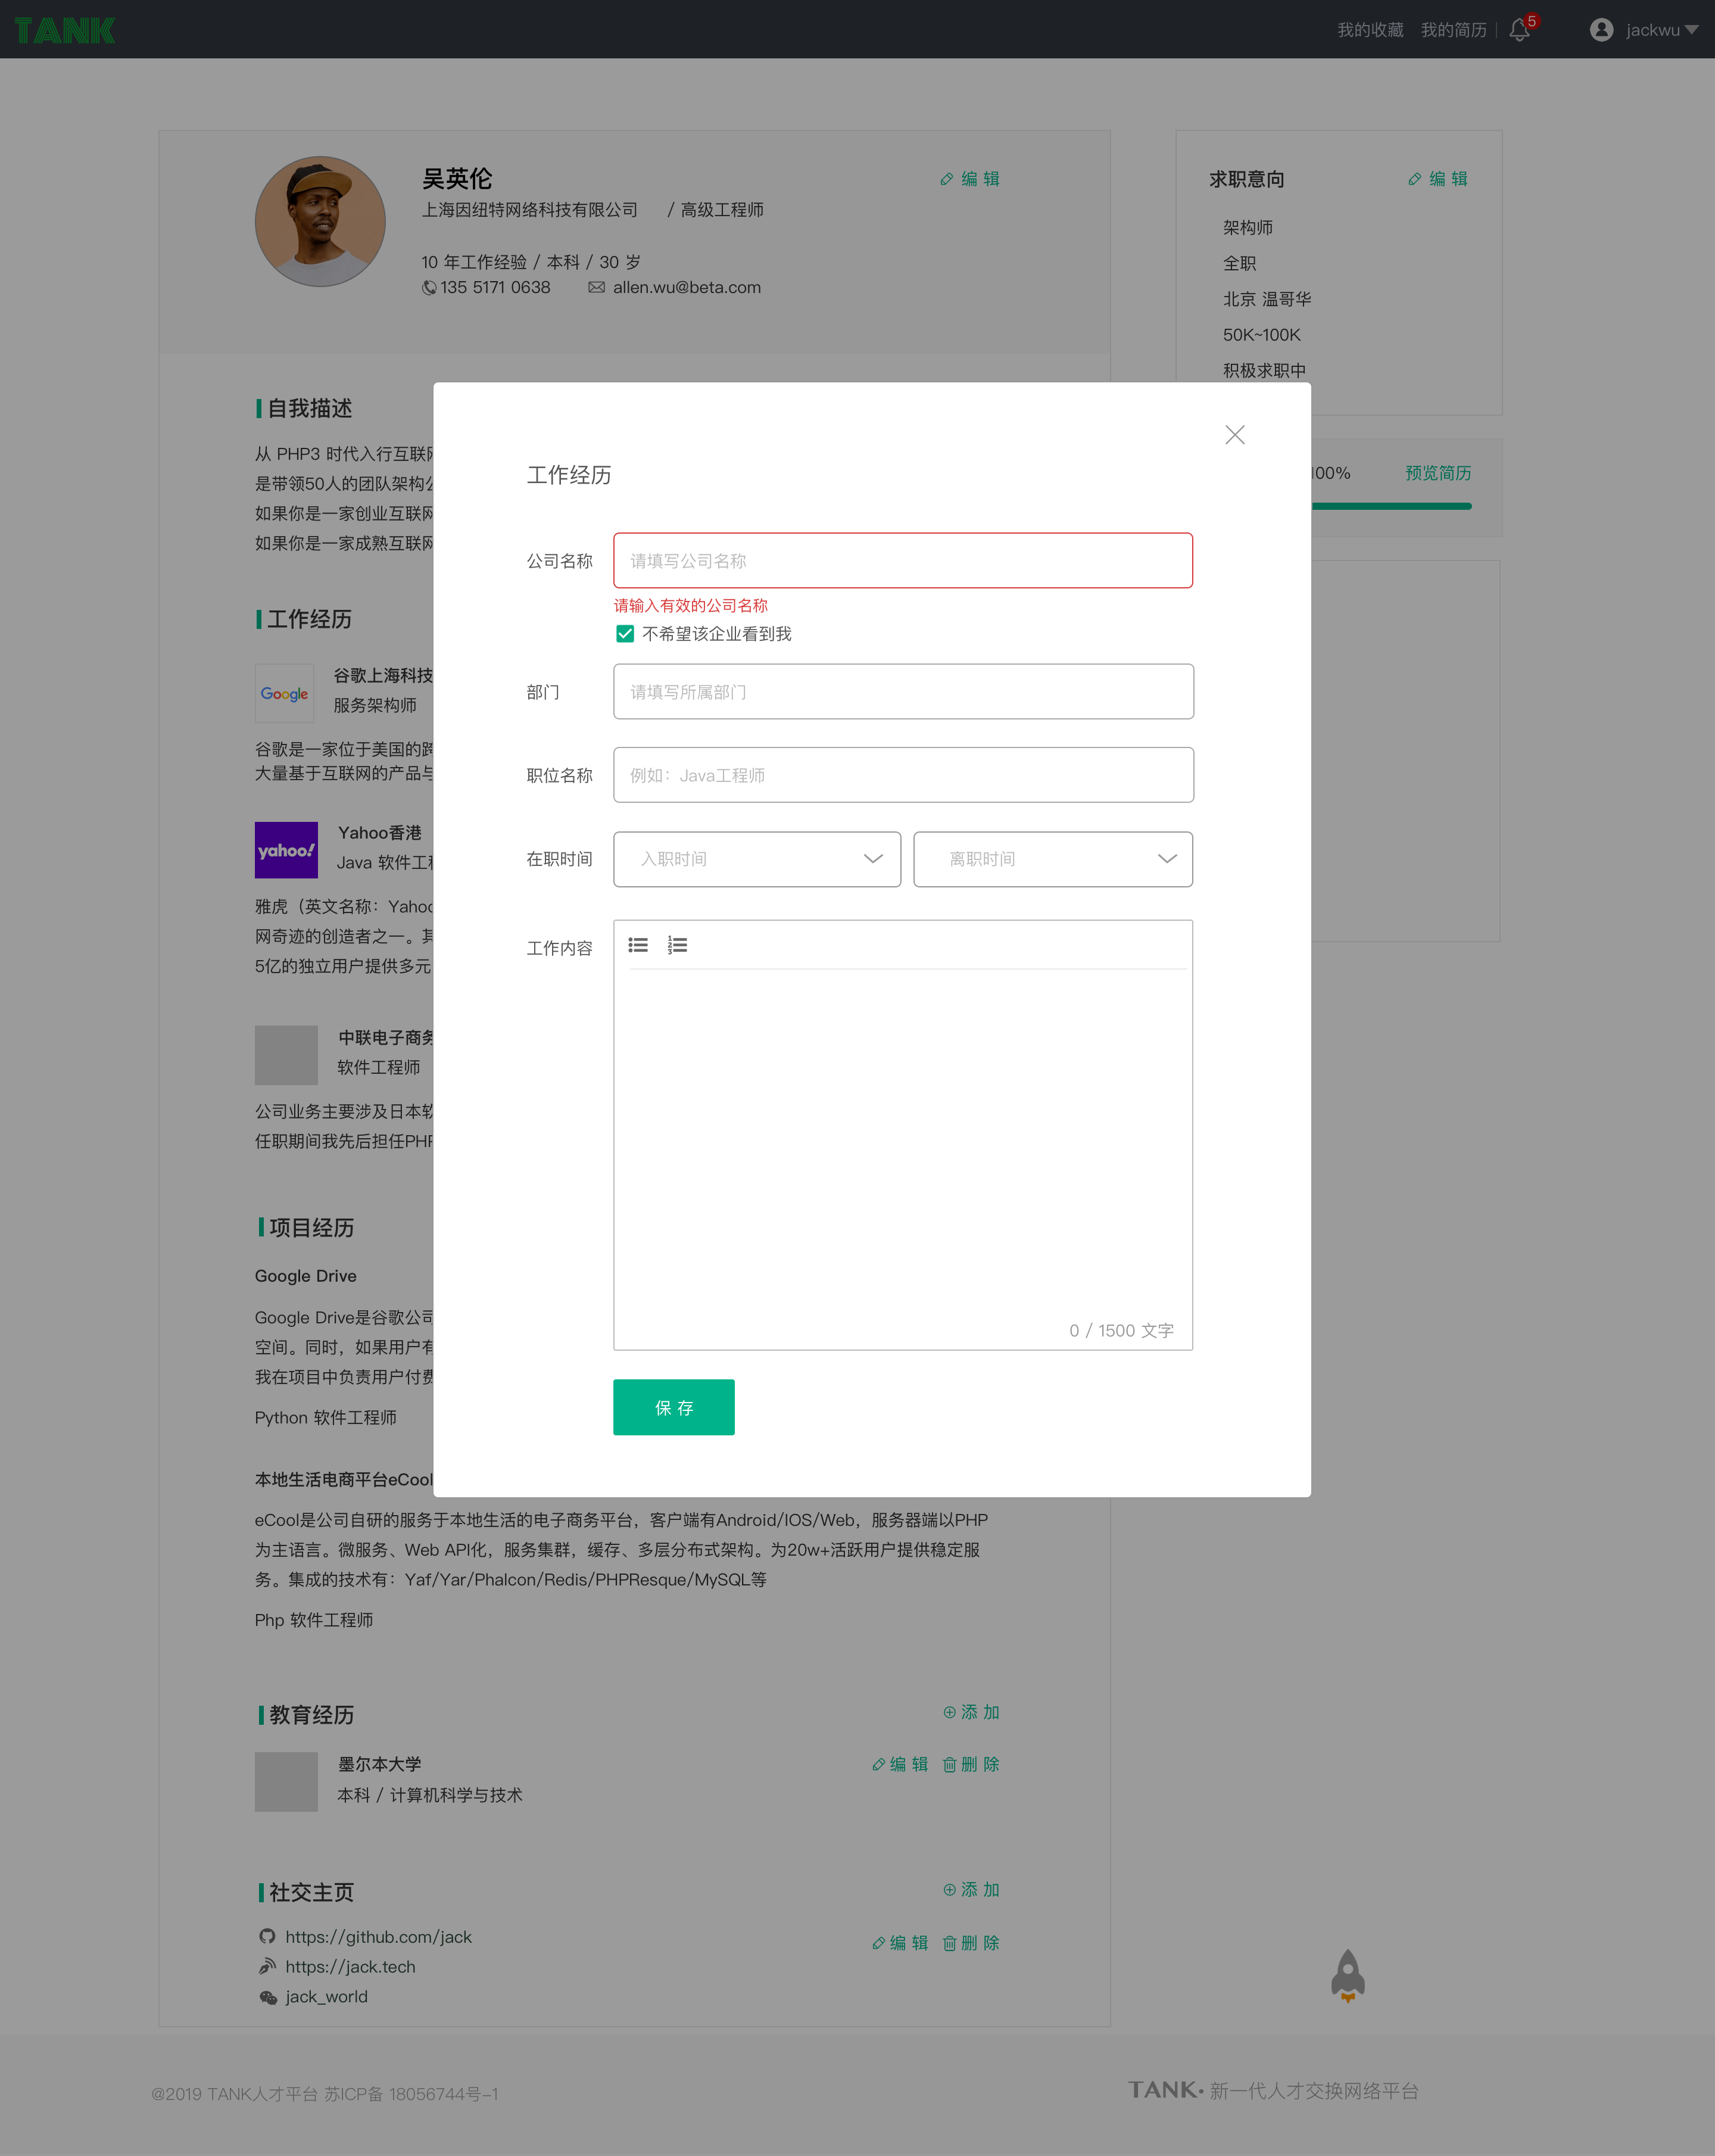 TANK
我的收藏 我的简历 | 5 jackwu
吴英伦
编 辑
上海因纽特网络科技有限公司 / 高级工程师
10 年工作经验 / 本科 / 30 岁
135 5171 0638 allen.wu@beta.com
求职意向
编 辑
架构师
全职
北京 温哥华
50K~100K
积极求职中
100% 预览简历
自我描述
从 PHP3 时代入行互联网
是带领50人的团队架构公
如果你是一家创业互联网
如果你是一家成熟互联网
工作经历
Google
谷歌上海科技
服务架构师
谷歌是一家位于美国的跨
大量基于互联网的产品与
yahoo!
Yahoo香港
Java 软件工程
雅虎（英文名称：Yahoo
网奇迹的创造者之一。其
5亿的独立用户提供多元
中联电子商务
软件工程师
公司业务主要涉及日本软
任职期间我先后担任PHP
项目经历
Google Drive
Google Drive是谷歌公司
空间。同时，如果用户有
我在项目中负责用户付费
Python 软件工程师
本地生活电商平台eCool
eCool是公司自研的服务于本地生活的电子商务平台，客户端有Android/IOS/Web，服务器端以PHP
为主语言。微服务、Web API化，服务集群，缓存、多层分布式架构。为20w+活跃用户提供稳定服
务。集成的技术有：Yaf/Yar/Phalcon/Redis/PHPResque/MySQL等
Php 软件工程师
工作经历
公司名称 请填写公司名称
请输入有效的公司名称
不希望该企业看到我
部门 请填写所属部门
职位名称 例如：Java工程师
在职时间 入职时间 离职时间
工作内容
0 / 1500 文字
保 存
教育经历
添 加
墨尔本大学
编 辑 删 除
本科 / 计算机科学与技术
社交主页
添 加
https://github.com/jack
编 辑 删 除
https://jack.tech
jack_world
@2019 TANK人才平台 苏ICP备 18056744号-1
TANK• 新一代人才交换网络平台